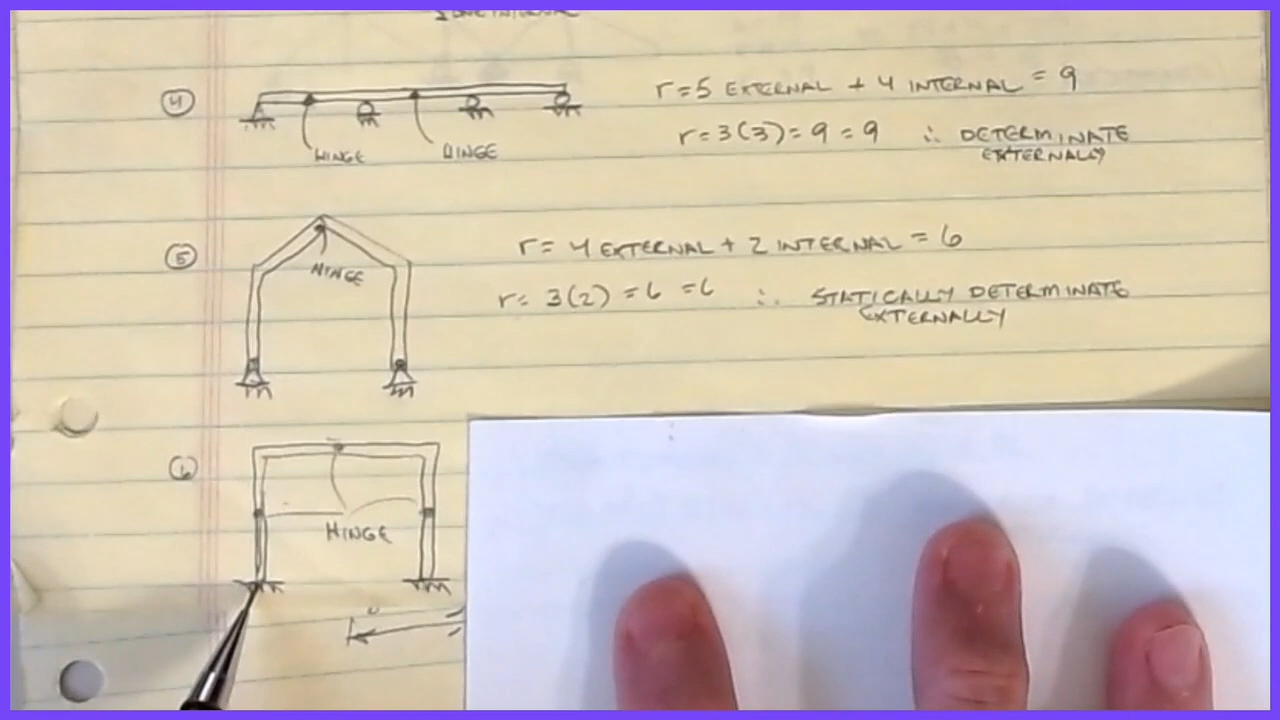 4
r=5 EXTERNAL + 4 INTERNAL = 9
r=3(3)=9=9 ∴ DETERMINATE
EXTERNALLY
HINGE HINGE
5
HINGE
r= 4 EXTERNAL + 2 INTERNAL = 6
r= 3(2) =6 =6 ∴ STATICALLY DETERMINATE
EXTERNALLY
6
HINGE